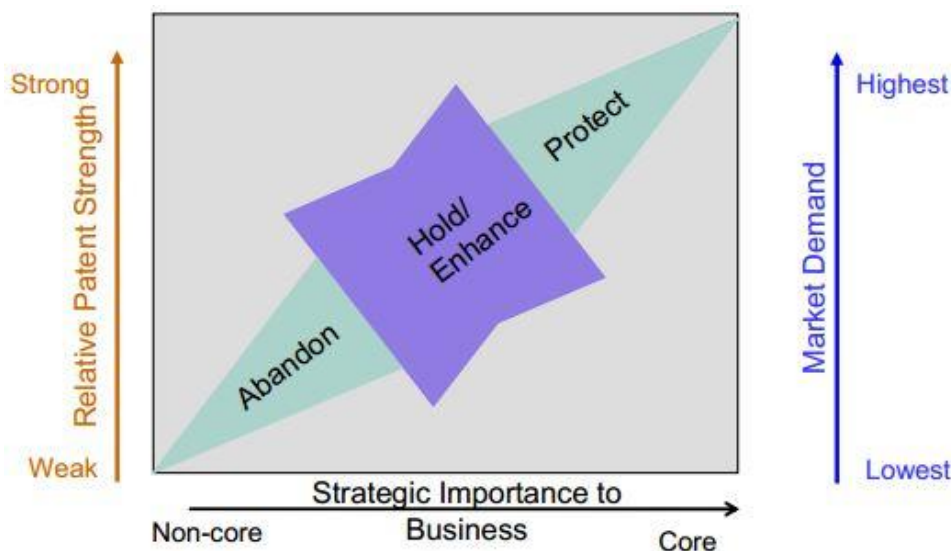 Strong
Relative Patent Strength
Weak
Protect
Hold/
Enhance
Abandon
Highest
Market Demand
Lowest
Strategic Importance to
Business
Non-core
Core